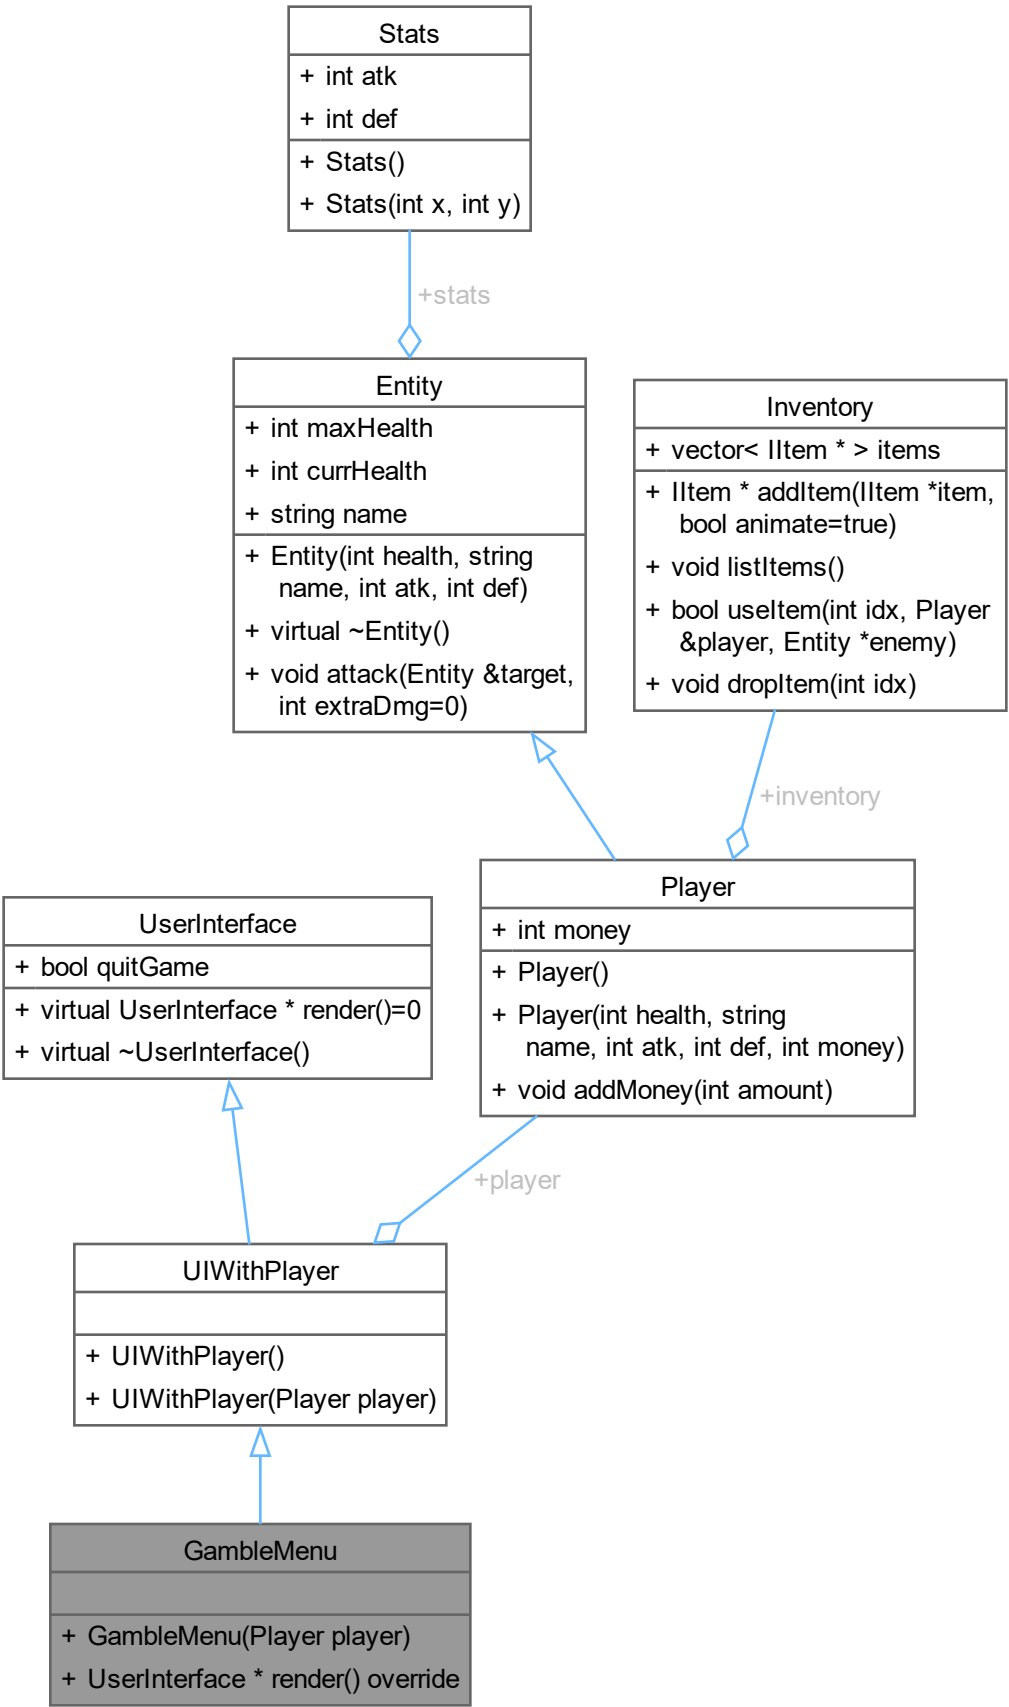 Stats
+ int atk
+ int def
+ Stats()
+ Stats(int x, int y)
+stats
Entity
+ int maxHealth
+ int currHealth
+ string name
+ Entity(int health, string
name, int atk, int def)
+ virtual ~Entity()
+ void attack(Entity &target,
int extraDmg=0)
Inventory
+ vector< IItem * > items
+ IItem * addItem(IItem *item,
bool animate=true)
+ void listItems()
+ bool useItem(int idx, Player
&player, Entity *enemy)
+ void dropItem(int idx)
+inventory
Player
+ int money
+ Player()
+ Player(int health, string
name, int atk, int def, int money)
+ void addMoney(int amount)
UserInterface
+ bool quitGame
+ virtual UserInterface * render()=0
+ virtual ~UserInterface()
+player
UIWithPlayer
+ UIWithPlayer()
+ UIWithPlayer(Player player)
GambleMenu
+ GambleMenu(Player player)
+ UserInterface * render() override